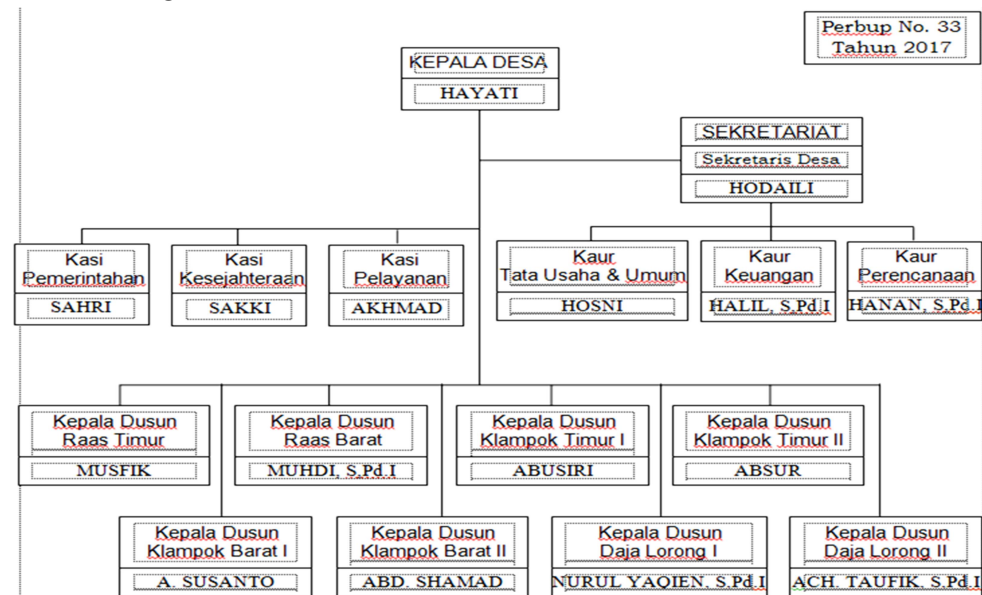 Perbup No. 33
Tahun 2017
KEPALA DESA
HAYATI
SEKRETARIAT
Sekretaris Desa
HODAILI
Kasi
Pemerintahan
SAHRI
Kasi
Kesejahteraan
SAKKI
Kasi
Pelayanan
AKHMAD
Kaur
Tata Usaha & Umum
HOSNI
Kaur
Keuangan
HALIL, S.Pd.I
Kaur
Perencanaan
HANAN, S.Pd.I
Kepala Dusun
Raas Timur
MUSFIK
Kepala Dusun
Raas Barat
MUHDI, S.Pd.I
Kepala Dusun
Klampok Timur I
ABUSIRI
Kepala Dusun
Klampok Timur II
ABSUR
Kepala Dusun
Klampok Barat I
A. SUSANTO
Kepala Dusun
Klampok Barat II
ABD. SHAMAD
Kepala Dusun
Daja Lorong I
NURUL YAQIEN, S.Pd.I
Kepala Dusun
Daja Lorong II
ACH. TAUFIK, S.Pd.I